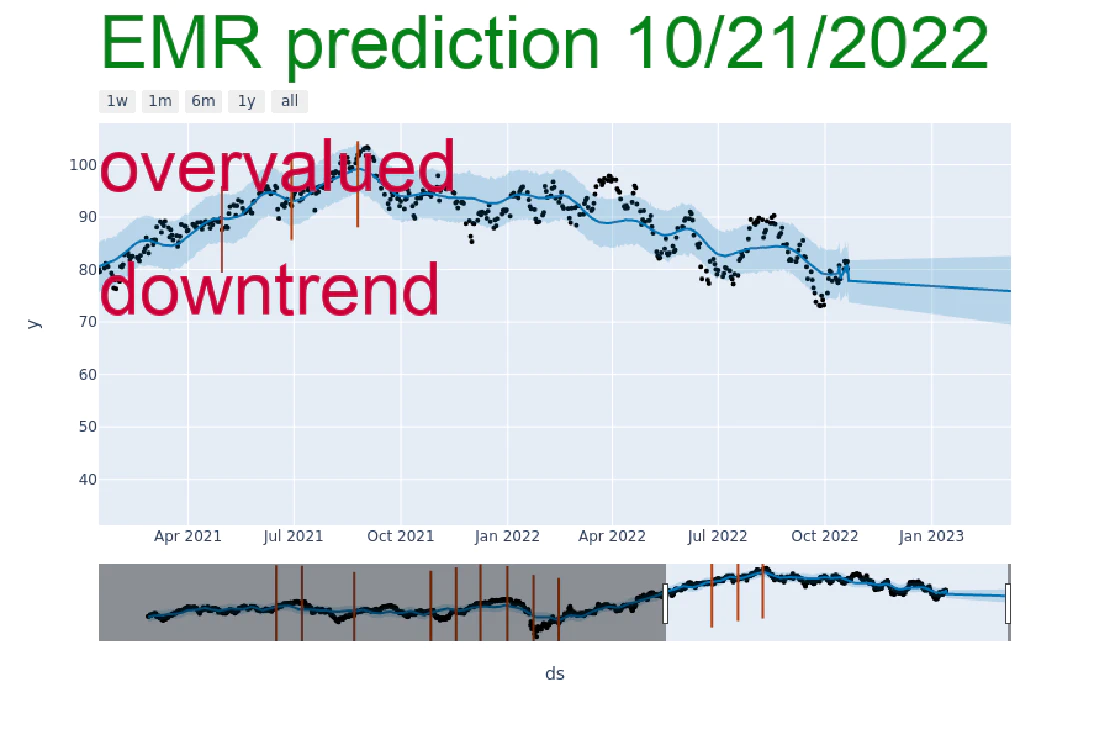 EMR prediction 10/21/2022
1w 1m 6m 1y all
overvalued
downtrend
100
90
80
70
60
50
40
y
Apr 2021 Jul 2021 Oct 2021 Jan 2022 Apr 2022 Jul 2022 Oct 2022 Jan 2023
ds